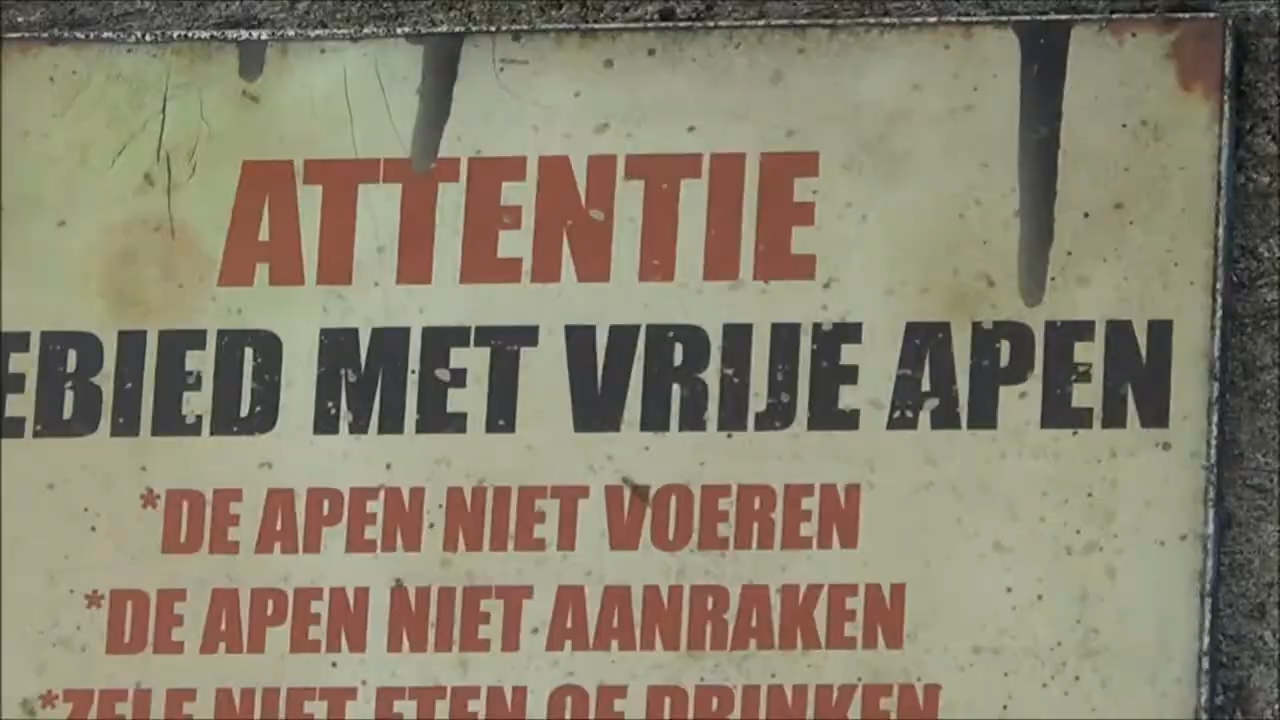 ATTENTIE
EBIED MET VRIJE APEN
*DE APEN NIET VOEREN
*DE APEN NIET AANRAKEN
*ZELF NIET ETEN OF DRINKEN